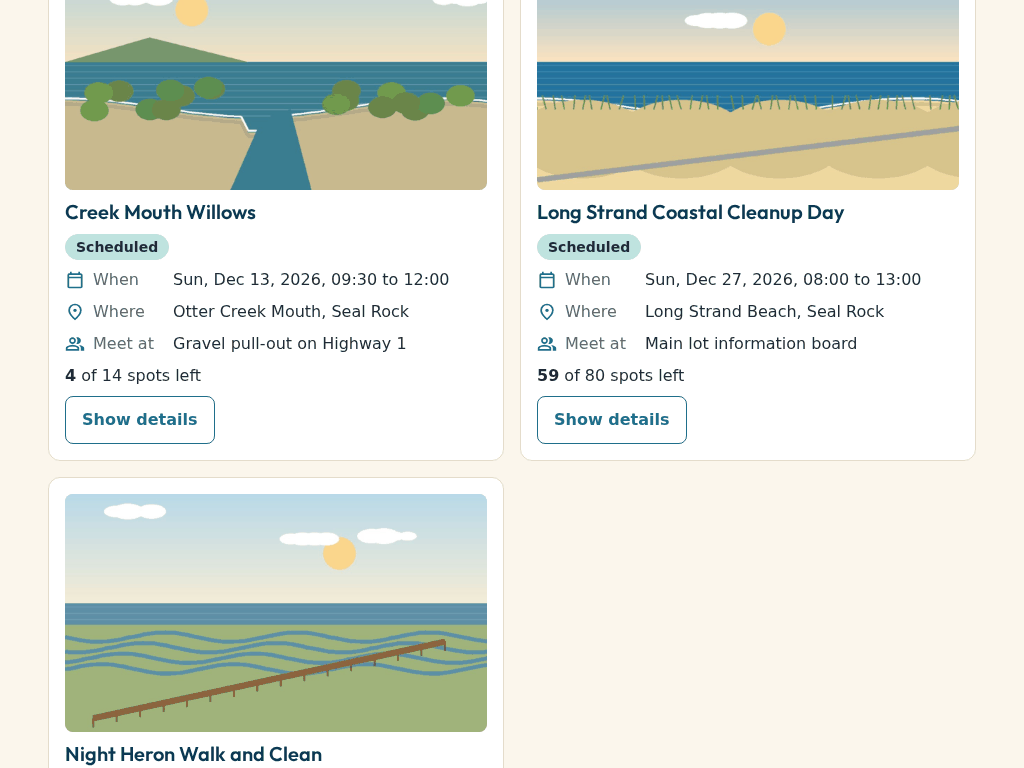 Creek Mouth Willows
Scheduled
When Sun, Dec 13, 2026, 09:30 to 12:00
Where Otter Creek Mouth, Seal Rock
Meet at Gravel pull-out on Highway 1
4 of 14 spots left
Show details
Long Strand Coastal Cleanup Day
Scheduled
When Sun, Dec 27, 2026, 08:00 to 13:00
Where Long Strand Beach, Seal Rock
Meet at Main lot information board
59 of 80 spots left
Show details
Night Heron Walk and Clean